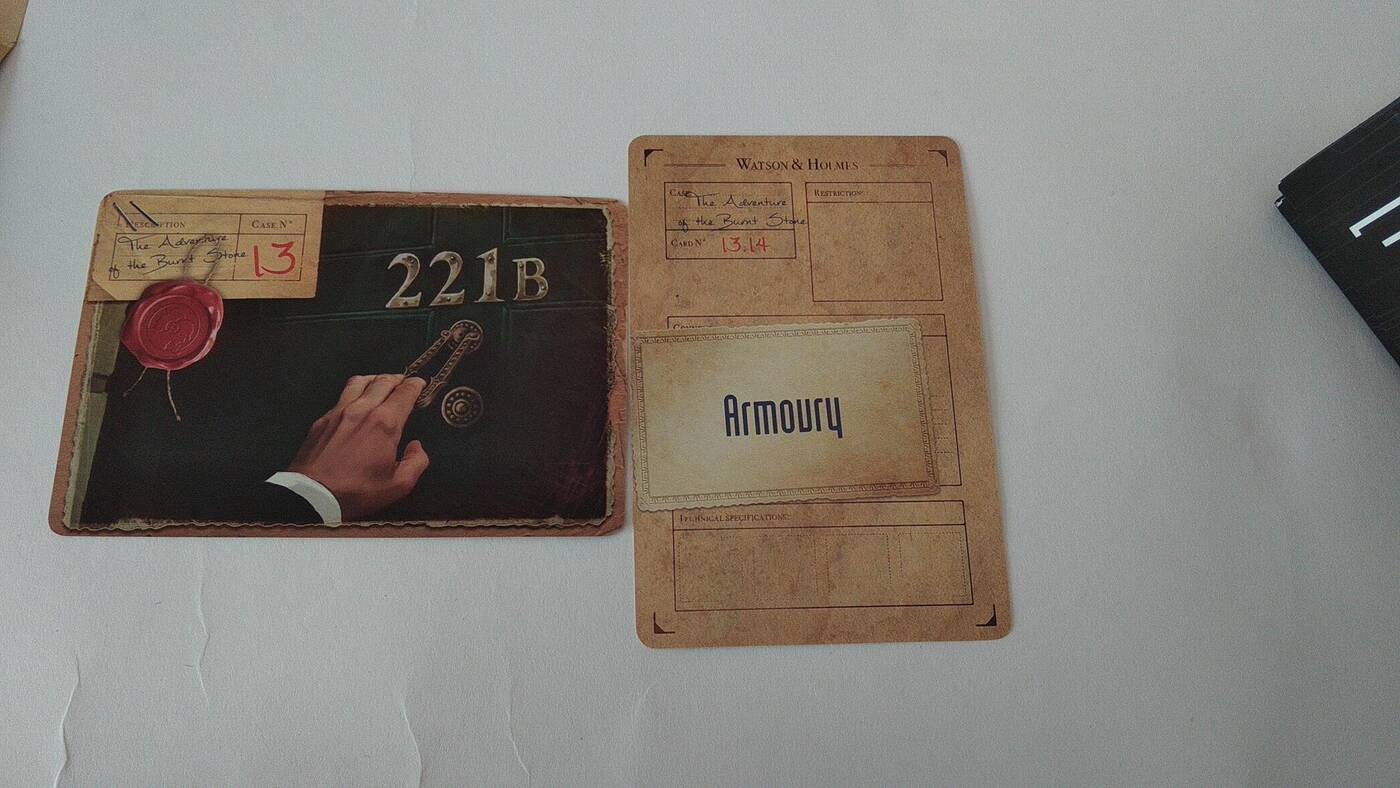 DESCRIPTION
CASE N°
The Adventure
of the Burnt Stone
13
221B
WATSON & HOLMES
CASE
RESTRICTION:
The Adventure
of the Burnt Stone
CARD N°
13.14
Armoury
TECHNICAL SPECIFICATIONS: